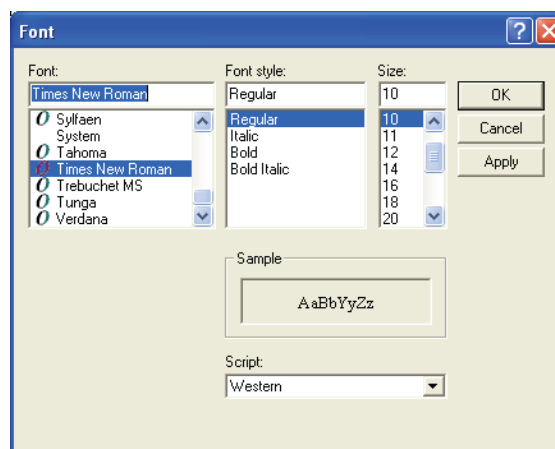 Font
Font:
Times New Roman
Sylfaen
System
Tahoma
Times New Roman
Trebuchet MS
Tunga
Verdana
Font style:
Regular
Regular
Italic
Bold
Bold Italic
Size:
10
10
11
12
14
16
18
20
OK
Cancel
Apply
Sample
AaBbYyZz
Script:
Western